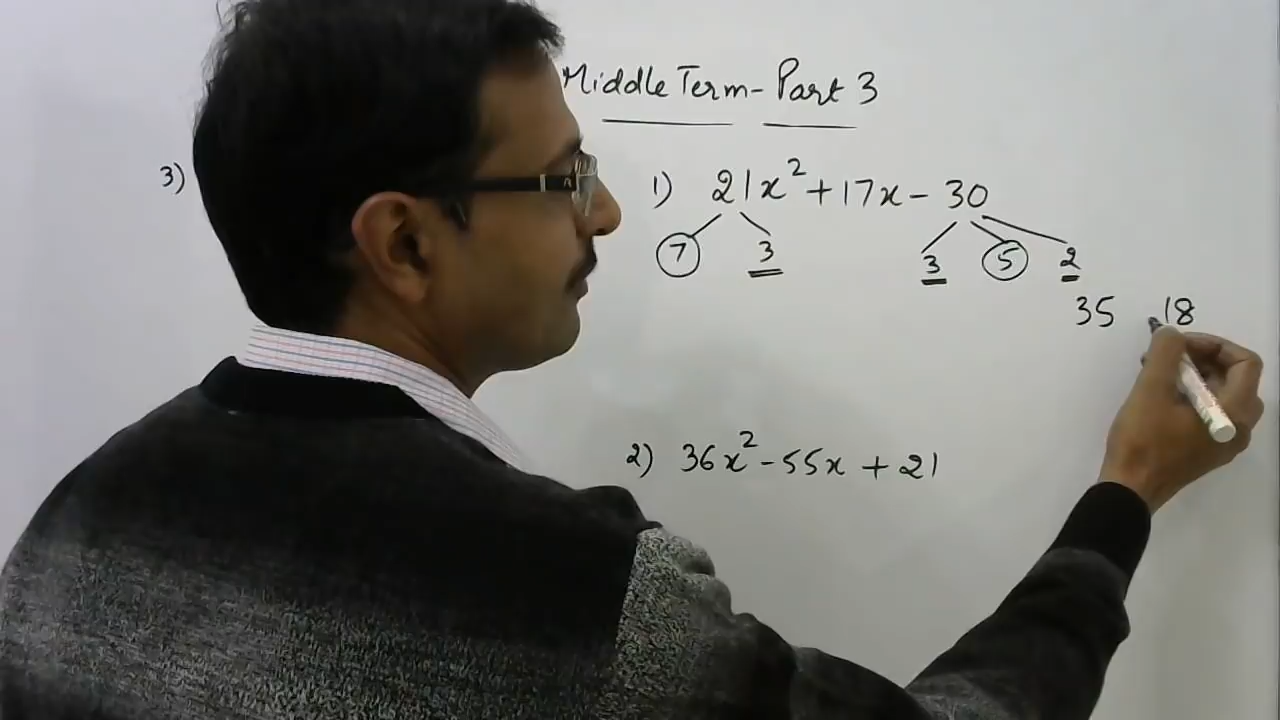 Middle Term - Part 3
3)
1) 21x² + 17x - 30
7 3 3 5 2
35 18
2) 36x² - 55x + 21